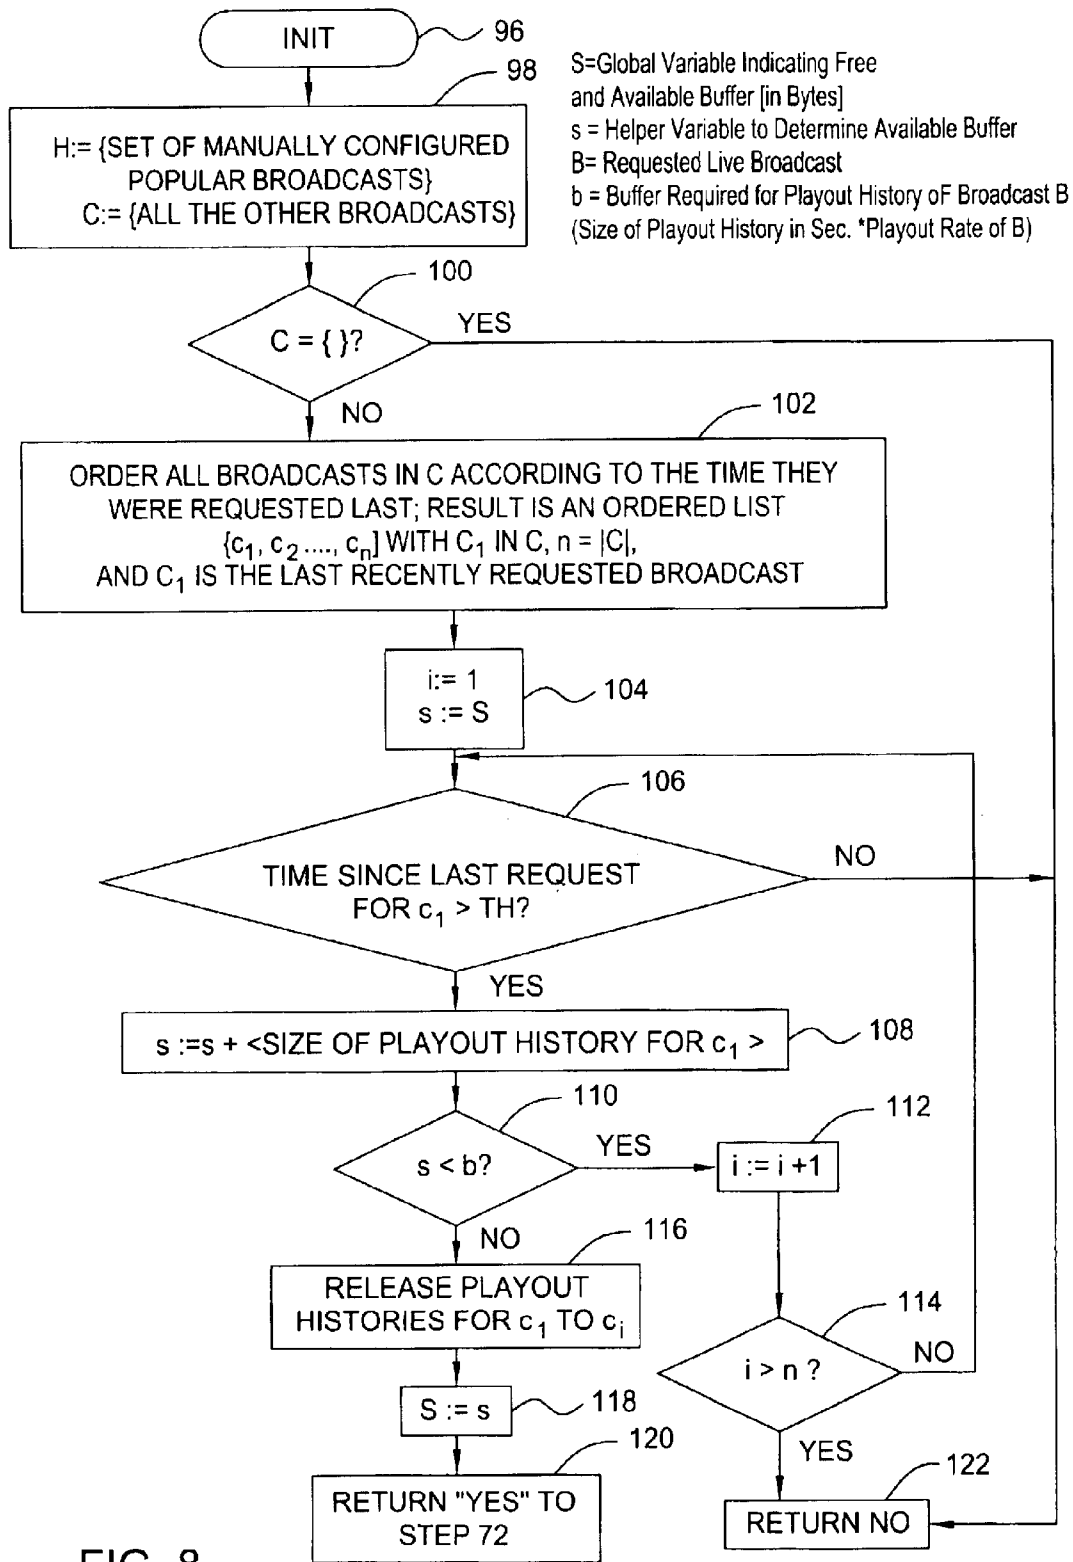 INIT
96
S=Global Variable Indicating Free
and Available Buffer [in Bytes]
s = Helper Variable to Determine Available Buffer
B= Requested Live Broadcast
b = Buffer Required for Playout History oF Broadcast B
(Size of Playout History in Sec. *Playout Rate of B)
98
H:= {SET OF MANUALLY CONFIGURED
POPULAR BROADCASTS}
C:= {ALL THE OTHER BROADCASTS}
100
C = { }?
YES
NO
102
ORDER ALL BROADCASTS IN C ACCORDING TO THE TIME THEY
WERE REQUESTED LAST; RESULT IS AN ORDERED LIST
{c1, c2 ...., cn] WITH C1 IN C, n = |C|,
AND C1 IS THE LAST RECENTLY REQUESTED BROADCAST
i:= 1
s := S
104
106
TIME SINCE LAST REQUEST
FOR c1 > TH?
NO
YES
s :=s + <SIZE OF PLAYOUT HISTORY FOR c1 >
108
110
s < b?
YES
112
i := i +1
NO
116
RELEASE PLAYOUT
HISTORIES FOR c1 TO ci
114
i > n ?
NO
S := s
118
YES
120
RETURN "YES" TO
STEP 72
122
RETURN NO
FIG. 8